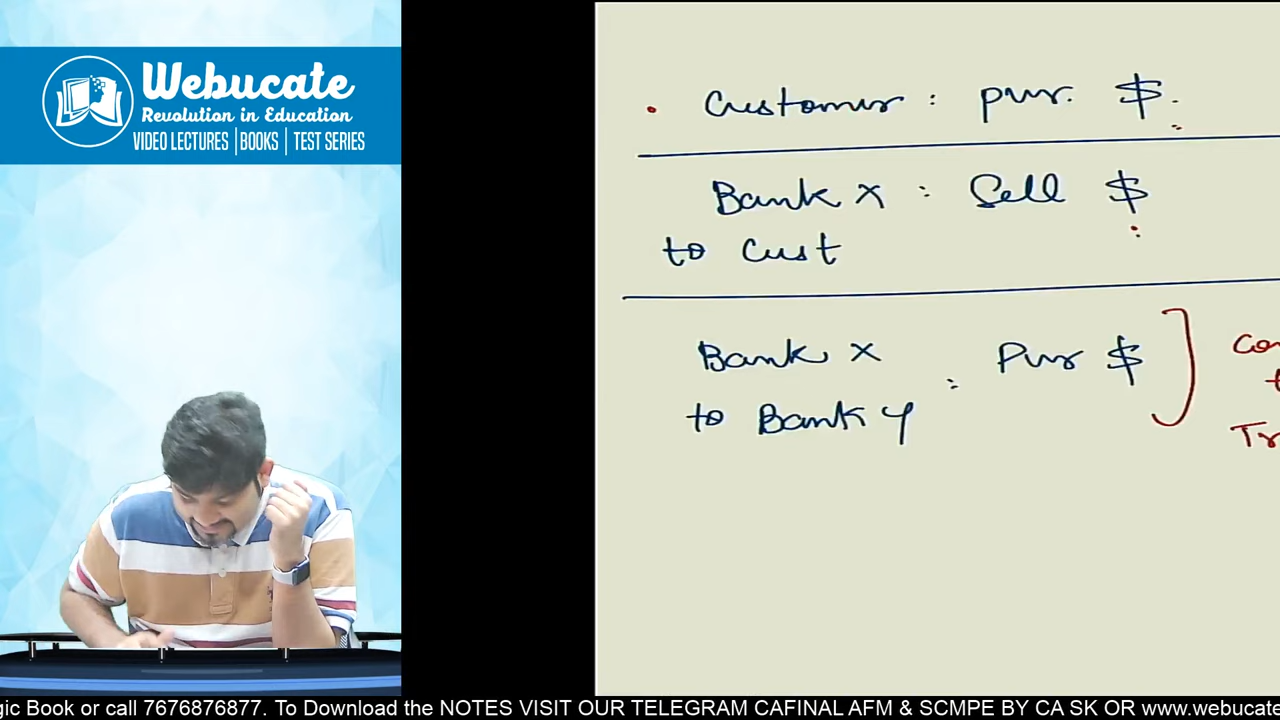 Webucate
Revolution in Education
VIDEO LECTURES | BOOKS | TEST SERIES
• Customer : pur. $.
Bank X : Sell $
to Cust
Bank X
to Bank Y : Pur $
gic Book or call 7676876877. To Download the NOTES VISIT OUR TELEGRAM CAFINAL AFM & SCMPE BY CA SK OR www.webucate